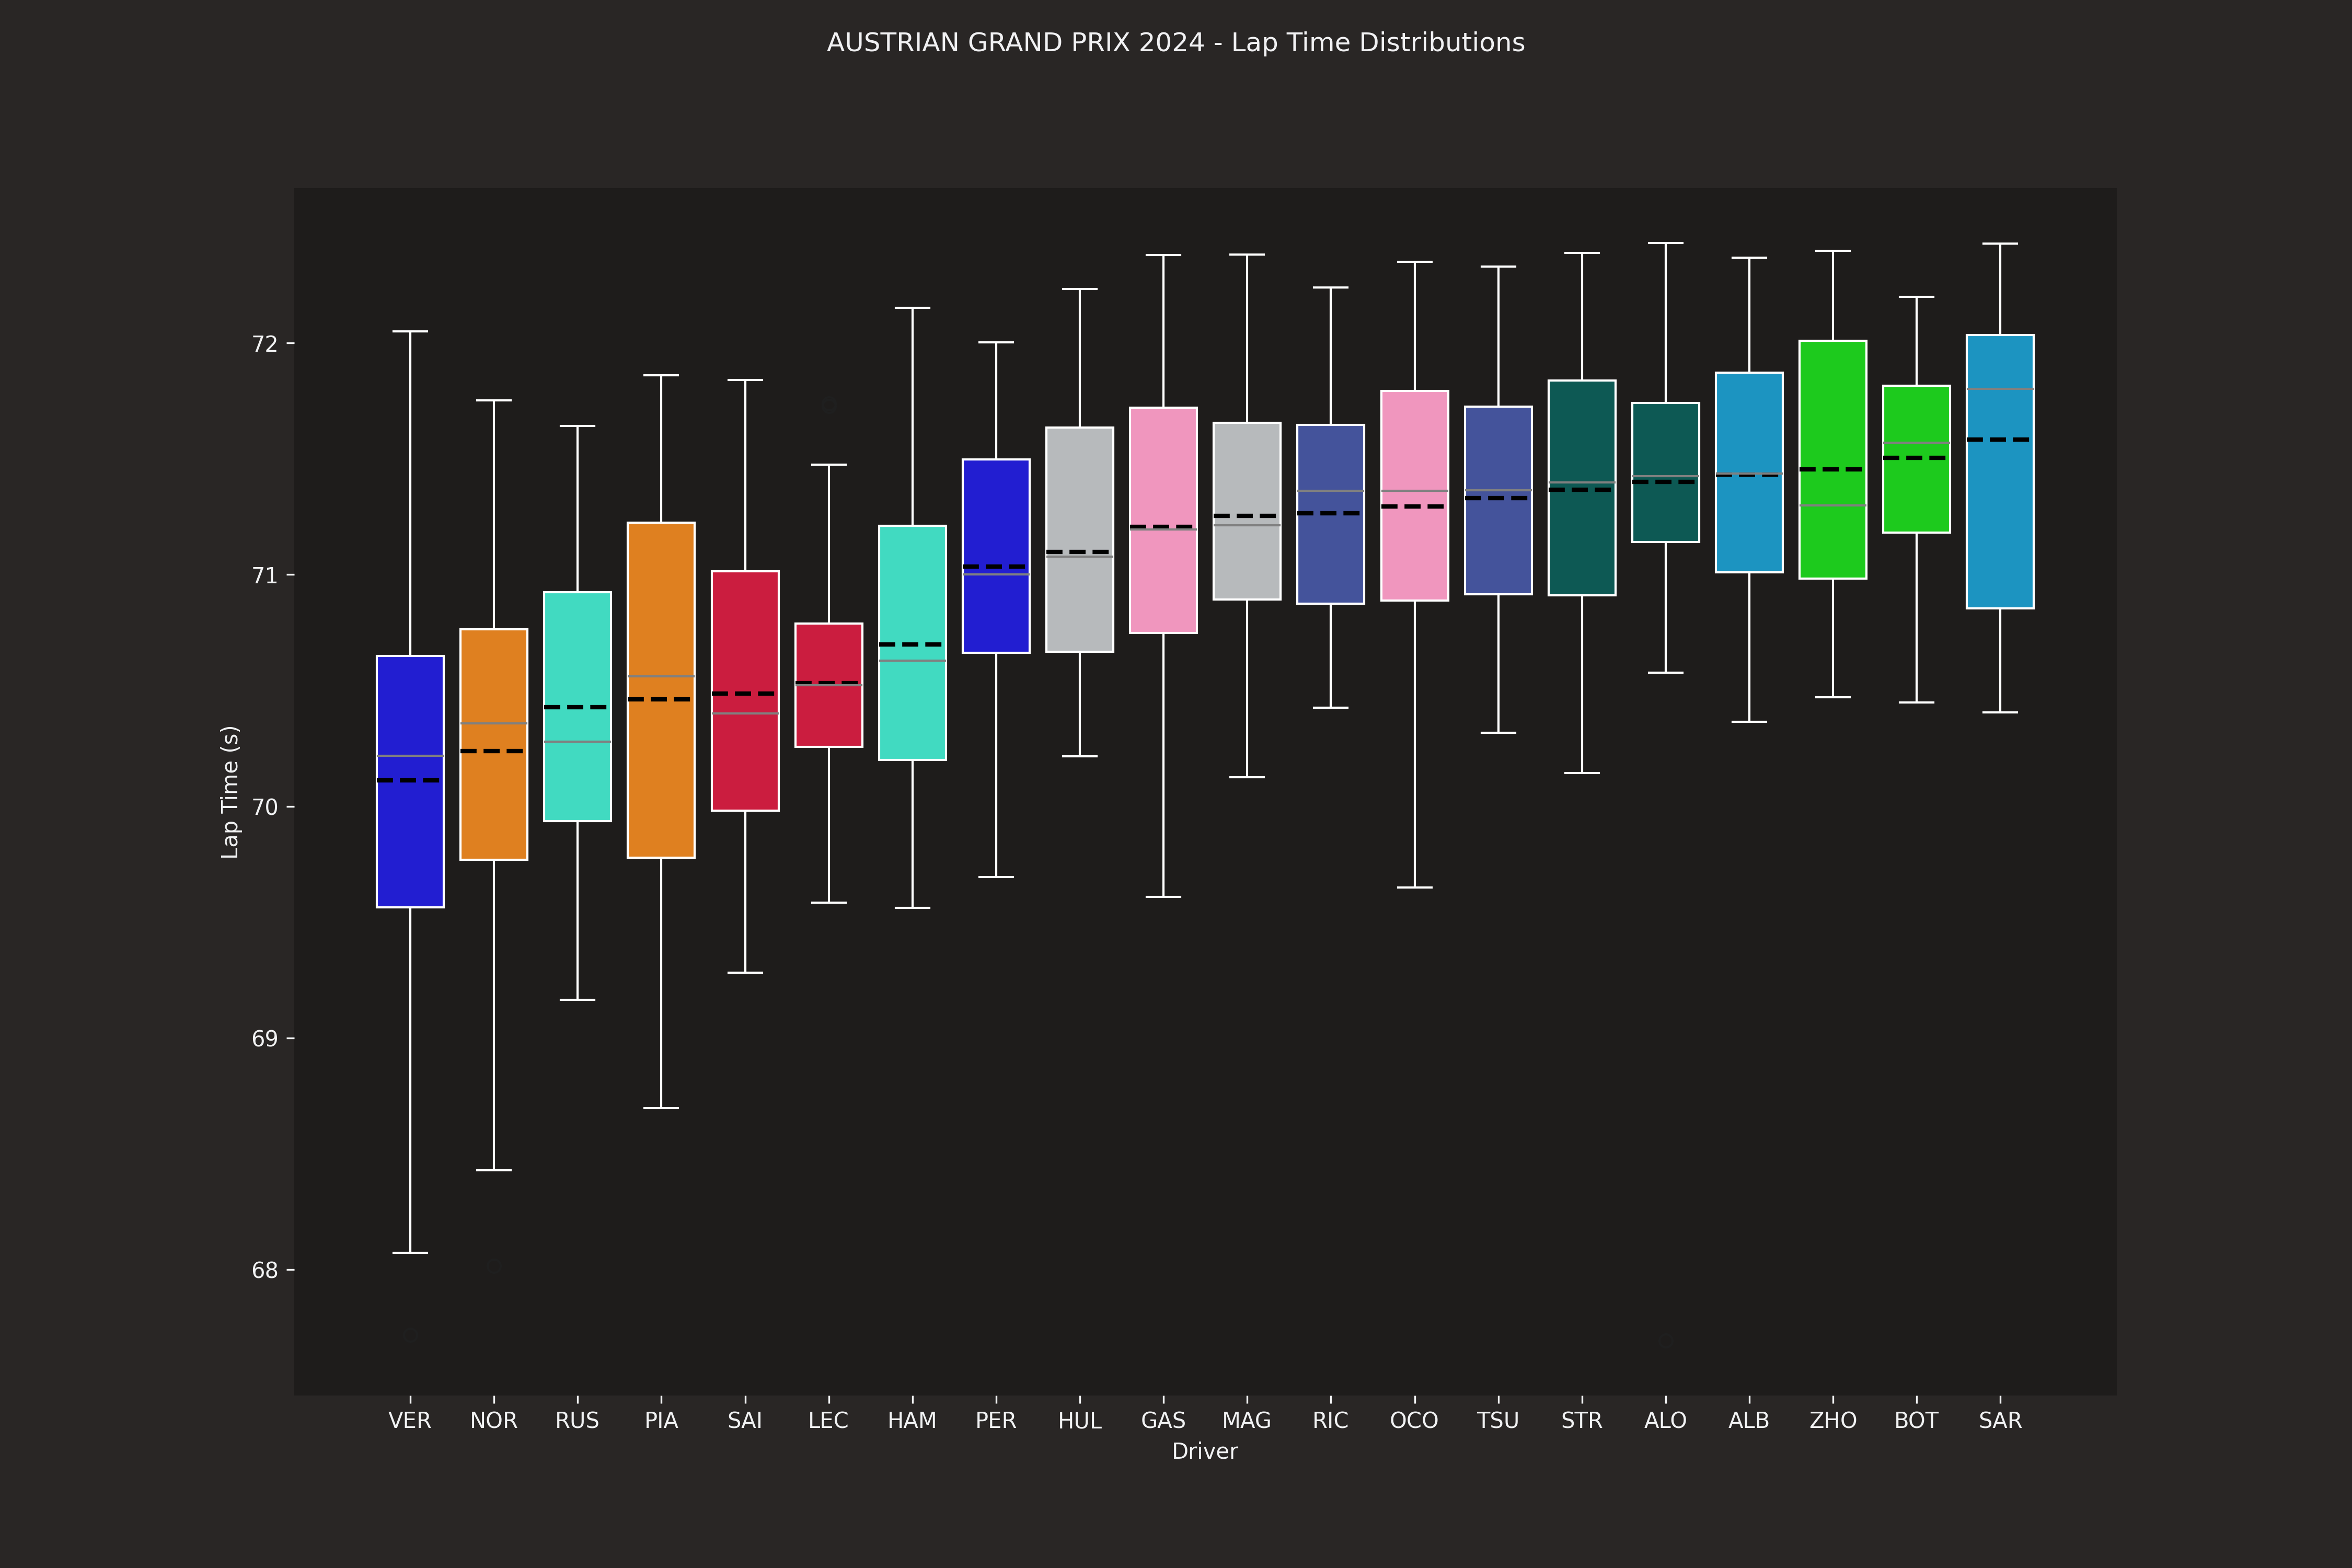 AUSTRIAN GRAND PRIX 2024 - Lap Time Distributions
Lap Time (s)
72
71
70
69
68
VER NOR RUS PIA SAI LEC HAM PER HUL GAS MAG RIC OCO TSU STR ALO ALB ZHO BOT SAR
Driver